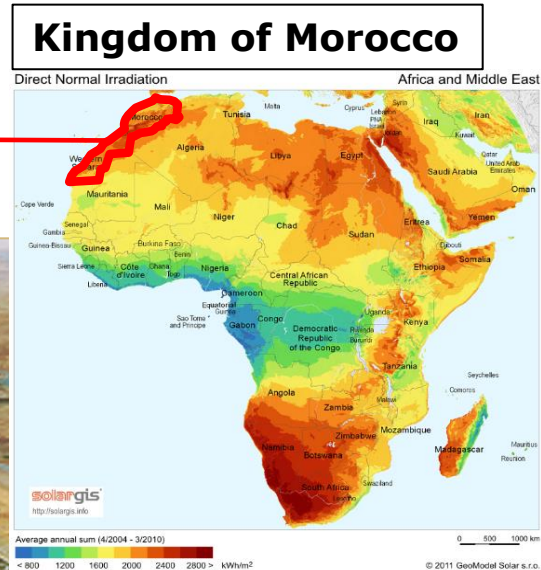 Kingdom of Morocco
Direct Normal Irradiation
Africa and Middle East
Malta
Cyprus
Syria
Morocco
Tunisia
Iraq
Iran
Kuwait
Algeria
Libya
Egypt
Qatar
United Arab
Emirates
Western
Saudi Arabia
Oman
Mauritania
Cape Verde
Mali
Niger
Chad
Sudan
Eritrea
Yemen
Senegal
Gambia
Guinea-Bissau
Guinea
Burkina Faso
Benin
Djibouti
Somalia
Sierra Leone
Côte
d'Ivoire
Ghana
Togo
Nigeria
Central African
Republic
Ethiopia
Liberia
Cameroon
Equatorial
Guinea
Sao Tome
and Principe
Gabon
Congo
Democratic
Republic
of the Congo
Uganda
Rwanda
Burundi
Kenya
Tanzania
Seychelles
Comoros
Angola
Zambia
Malawi
Mozambique
Zimbabwe
Namibia
Botswana
Madagascar
Mauritius
Reunion
South Africa
Swaziland
Lesotho
solargis
http://solargis.info
Average annual sum (4/2004 - 3/2010)
0 500 1000 km
< 800 1200 1600 2000 2400 2800 > kWh/m²
© 2011 GeoModel Solar s.r.o.